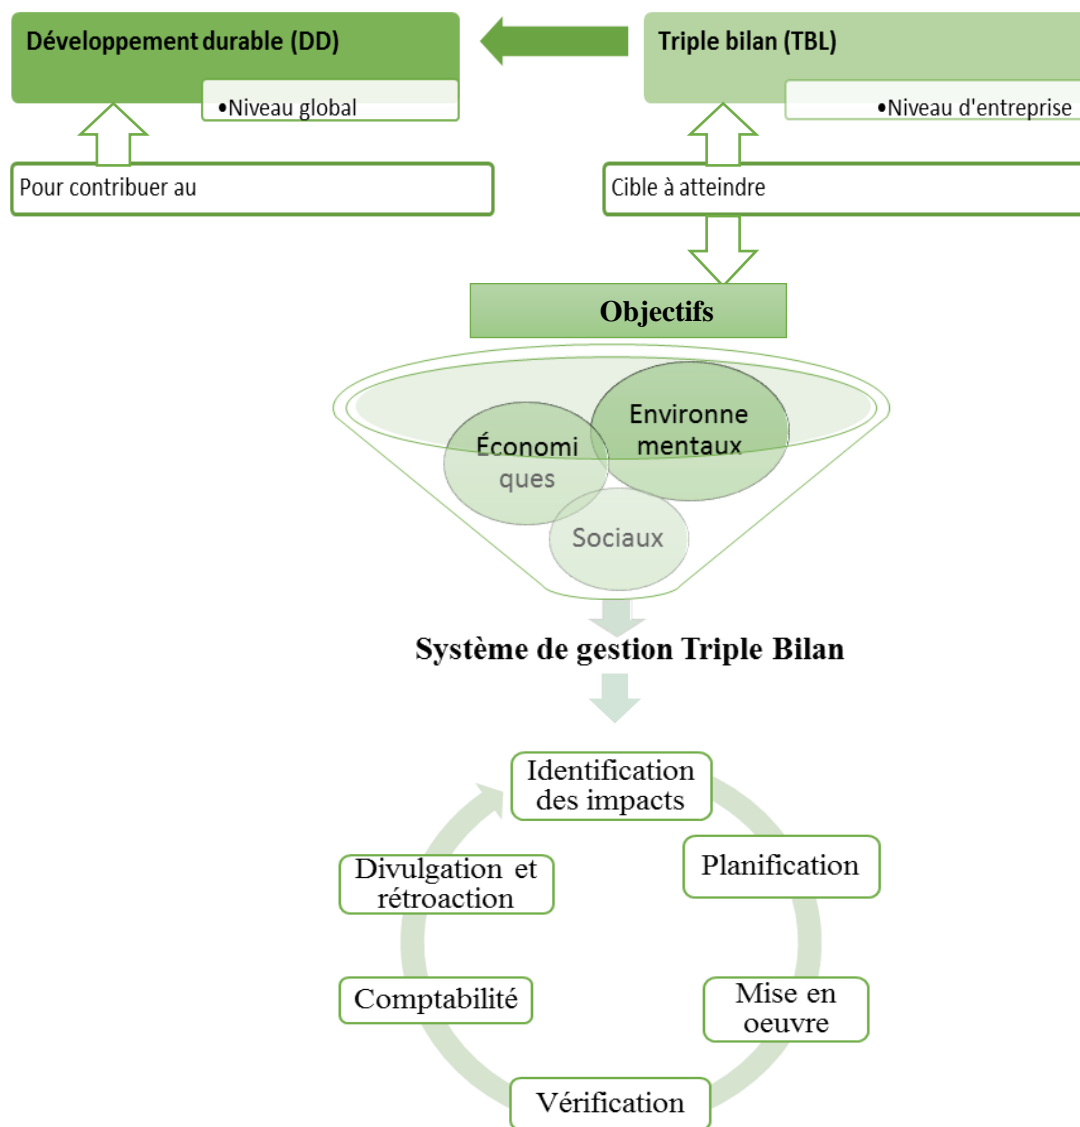 Développement durable (DD)
Triple bilan (TBL)
•Niveau global
•Niveau d'entreprise
Pour contribuer au
Cible à atteindre
Objectifs
Environne
mentaux
Économi
ques
Sociaux
Système de gestion Triple Bilan
Identification
des impacts
Planification
Mise en
oeuvre
Vérification
Comptabilité
Divulgation et
rétroaction